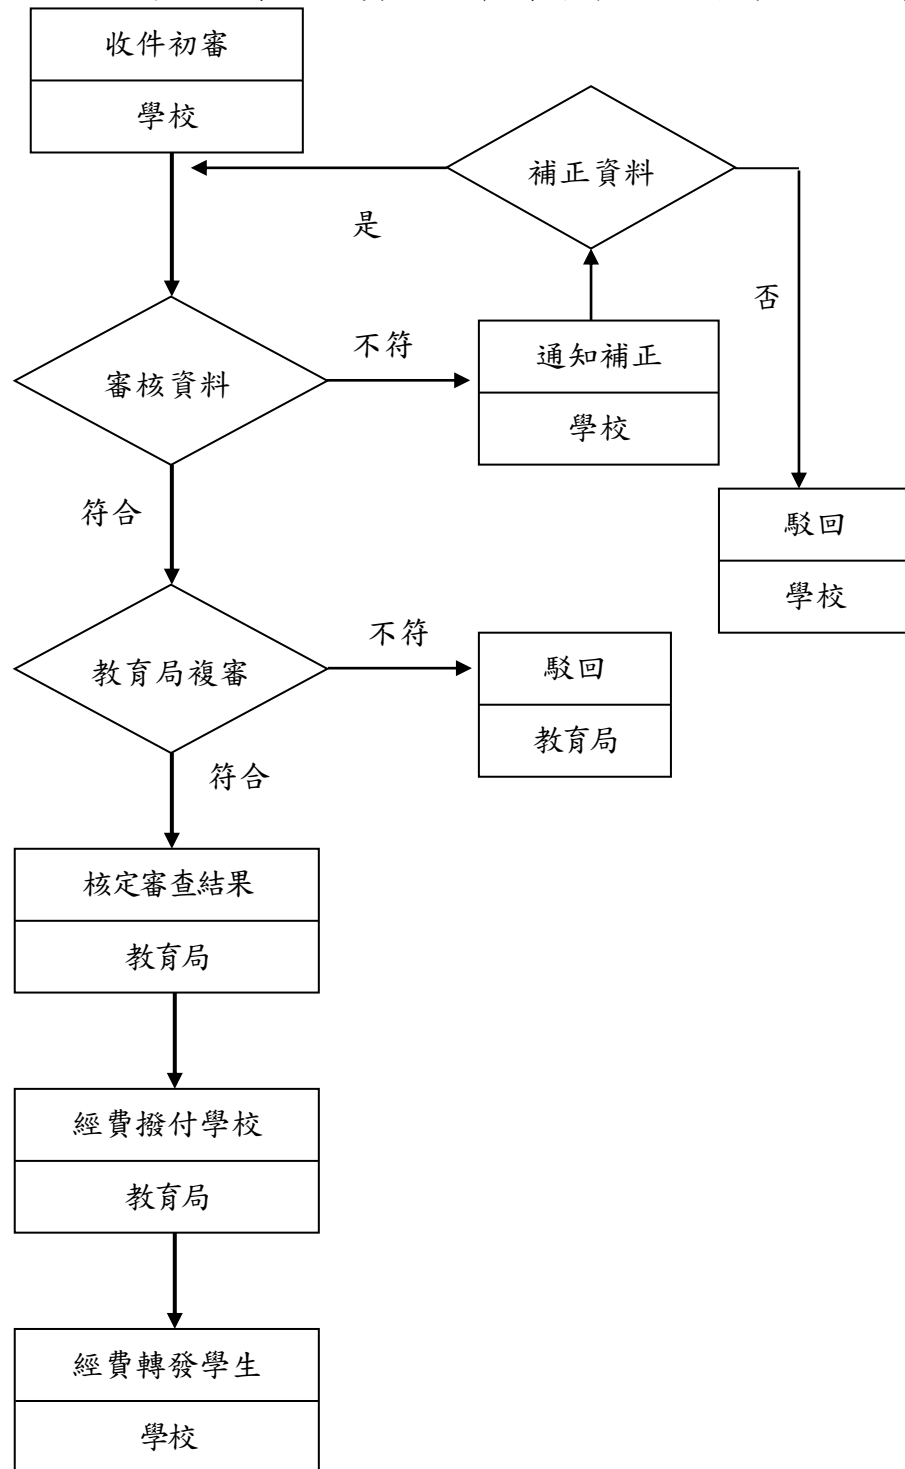 收件初審
學校
補正資料
是
否
不符
通知補正
學校
審核資料
符合
駁回
學校
不符
教育局複審
駁回
教育局
符合
核定審查結果
教育局
經費撥付學校
教育局
經費轉發學生
學校